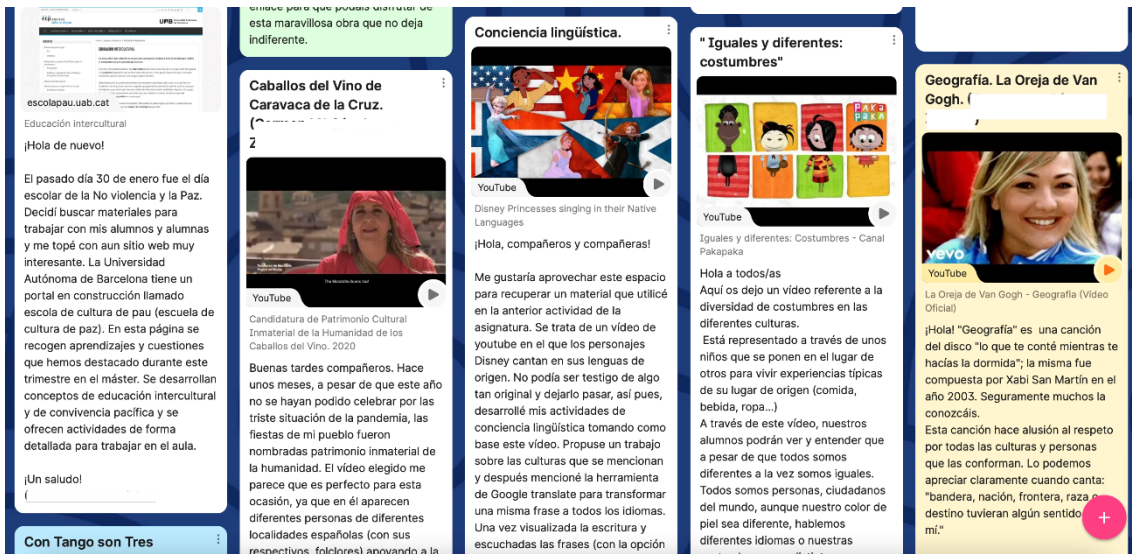 UAB
EDUCACIÓN INTERCULTURAL
escolapau.uab.cat
Educación intercultural
¡Hola de nuevo!
El pasado día 30 de enero fue el día
escolar de la No violencia y la Paz.
Decidí buscar materiales para
trabajar con mis alumnos y alumnas
y me topé con aun sitio web muy
interesante. La Universidad
Autónoma de Barcelona tiene un
portal en construcción llamado
escola de cultura de pau (escuela de
cultura de paz). En esta página se
recogen aprendizajes y cuestiones
que hemos destacado durante este
trimestre en el máster. Se desarrollan
conceptos de educación intercultural
y de convivencia pacífica y se
ofrecen actividades de forma
detallada para trabajar en el aula.
¡Un saludo!
(
Con Tango son Tres
enlace para que podáis disfrutar de
esta maravillosa obra que no deja
indiferente.
Caballos del Vino de
Caravaca de la Cruz.
YouTube
Candidatura de Patrimonio Cultural
Inmaterial de la Humanidad de los
Caballos del Vino. 2020
Buenas tardes compañeros. Hace
unos meses, a pesar de que este año
no se hayan podido celebrar por las
triste situación de la pandemia, las
fiestas de mi pueblo fueron
nombradas patrimonio inmaterial de
la humanidad. El vídeo elegido me
parece que es perfecto para esta
ocasión, ya que en él aparecen
diferentes personas de diferentes
localidades españolas (con sus
respectivos folclores) apoyando a la
Conciencia lingüística.
YouTube
Disney Princesses singing in their Native
Languages
¡Hola, compañeros y compañeras!
Me gustaría aprovechar este espacio
para recuperar un material que utilicé
en la anterior actividad de la
asignatura. Se trata de un vídeo de
youtube en el que los personajes
Disney cantan en sus lenguas de
origen. No podía ser testigo de algo
tan original y dejarlo pasar, así pues,
desarrollé mis actividades de
conciencia lingüística tomando como
base este vídeo. Propuse un trabajo
sobre las culturas que se mencionan
y después mencioné la herramienta
de Google translate para transformar
una misma frase a todos los idiomas.
Una vez visualizada la escritura y
escuchadas las frases (con la opción
" Iguales y diferentes:
costumbres"
PAKA
PAKA
YouTube
Iguales y diferentes: Costumbres - Canal
Pakapaka
Hola a todos/as
Aquí os dejo un vídeo referente a la
diversidad de costumbres en las
diferentes culturas.
Está representado a través de unos
niños que se ponen en el lugar de
otros para vivir experiencias típicas
de su lugar de origen (comida,
bebida, ropa...)
A través de este vídeo, nuestros
alumnos podrán ver y entender que
a pesar de que todos somos
diferentes a la vez somos iguales.
Todos somos personas, ciudadanos
del mundo, aunque nuestro color de
piel sea diferente, hablemos
diferentes idiomas o nuestras
Geografía. La Oreja de Van
Gogh. (
vevo
YouTube
La Oreja de Van Gogh - Geografia (Vídeo
Oficial)
¡Hola! "Geografía" es una canción
del disco "lo que te conté mientras te
hacías la dormida"; la misma fue
compuesta por Xabi San Martín en el
año 2003. Seguramente muchos la
conozcáis.
Esta canción hace alusión al respeto
por todas las culturas y personas
que las conforman. Lo podemos
apreciar claramente cuando canta:
"bandera, nación, frontera, raza o
destino tuvieran algún sentido
mí."